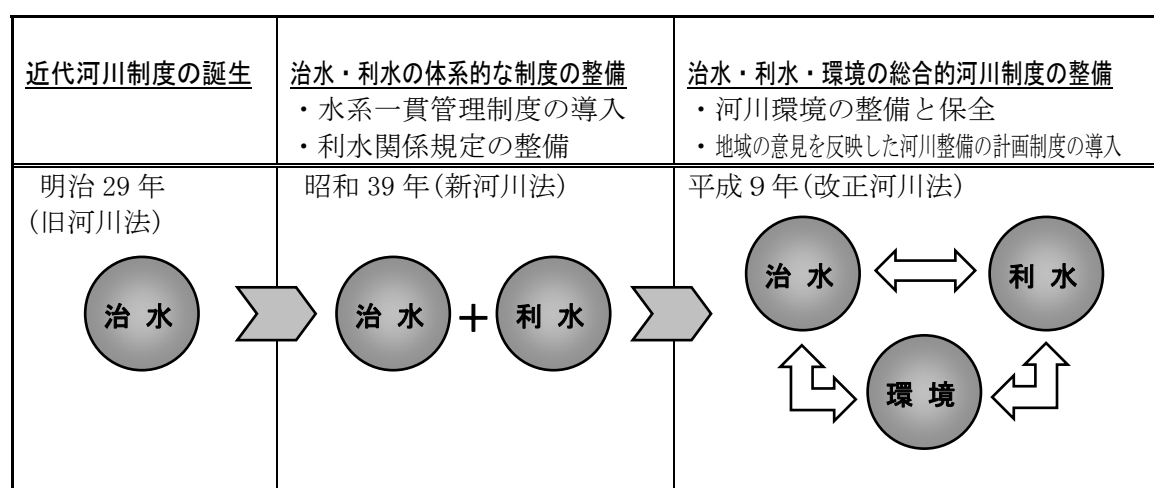 近代河川制度の誕生
治水・利水の体系的な制度の整備
・水系一貫管理制度の導入
・利水関係規定の整備
治水・利水・環境の総合的河川制度の整備
・河川環境の整備と保全
・地域の意見を反映した河川整備の計画制度の導入
明治 29 年
(旧河川法)
昭和 39 年(新河川法)
平成 9 年(改正河川法)
治 水
治 水 + 利 水
治 水
利 水
環 境